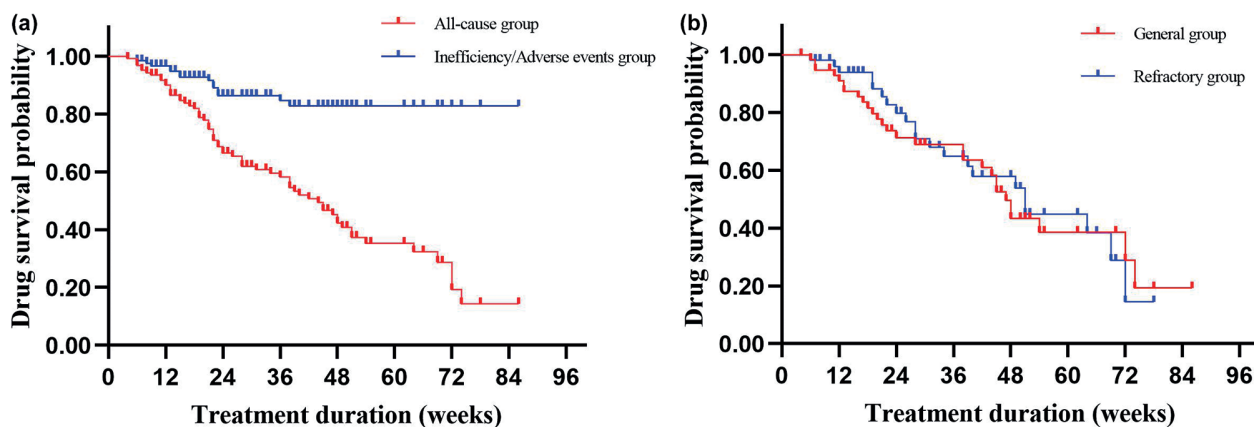 (a)
All-cause group
Inefficiency/Adverse events group
Drug survival probability
1.00
0.80
0.60
0.40
0.20
0.00
0 12 24 36 48 60 72 84 96
Treatment duration (weeks)
(b)
General group
Refractory group
Drug survival probability
1.00
0.80
0.60
0.40
0.20
0.00
0 12 24 36 48 60 72 84 96
Treatment duration (weeks)